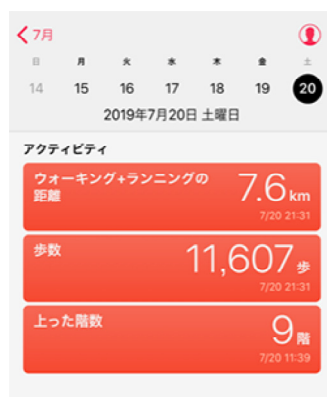 7月
日 月 火 水 木 金 土
14 15 16 17 18 19 20
2019年7月20日 土曜日
アクティビティ
ウォーキング+ランニングの
距離
7.6 km
7/20 21:31
歩数
11,607 歩
7/20 21:31
上った階数
9 階
7/20 11:39